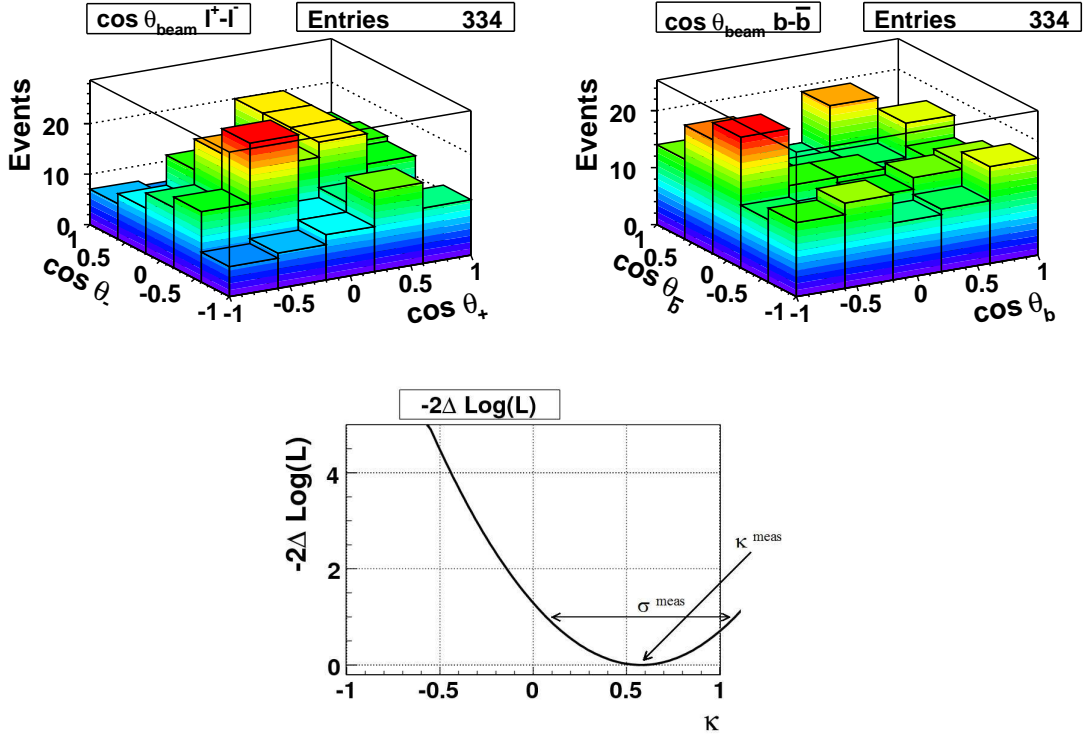 cos θbeam l+-l-
Entries 334
Events
20
10
0
1
0.5
0
-0.5
-1
cos θ-
-1
-0.5
0
0.5
1
cos θ+
cos θbeam b-b̅
Entries 334
Events
20
10
0
1
0.5
0
-0.5
-1
cos θb̅
-1
-0.5
0
0.5
1
cos θb
-2Δ Log(L)
-2Δ Log(L)
4
2
0
κ meas
σ meas
-1
-0.5
0
0.5
1
κ